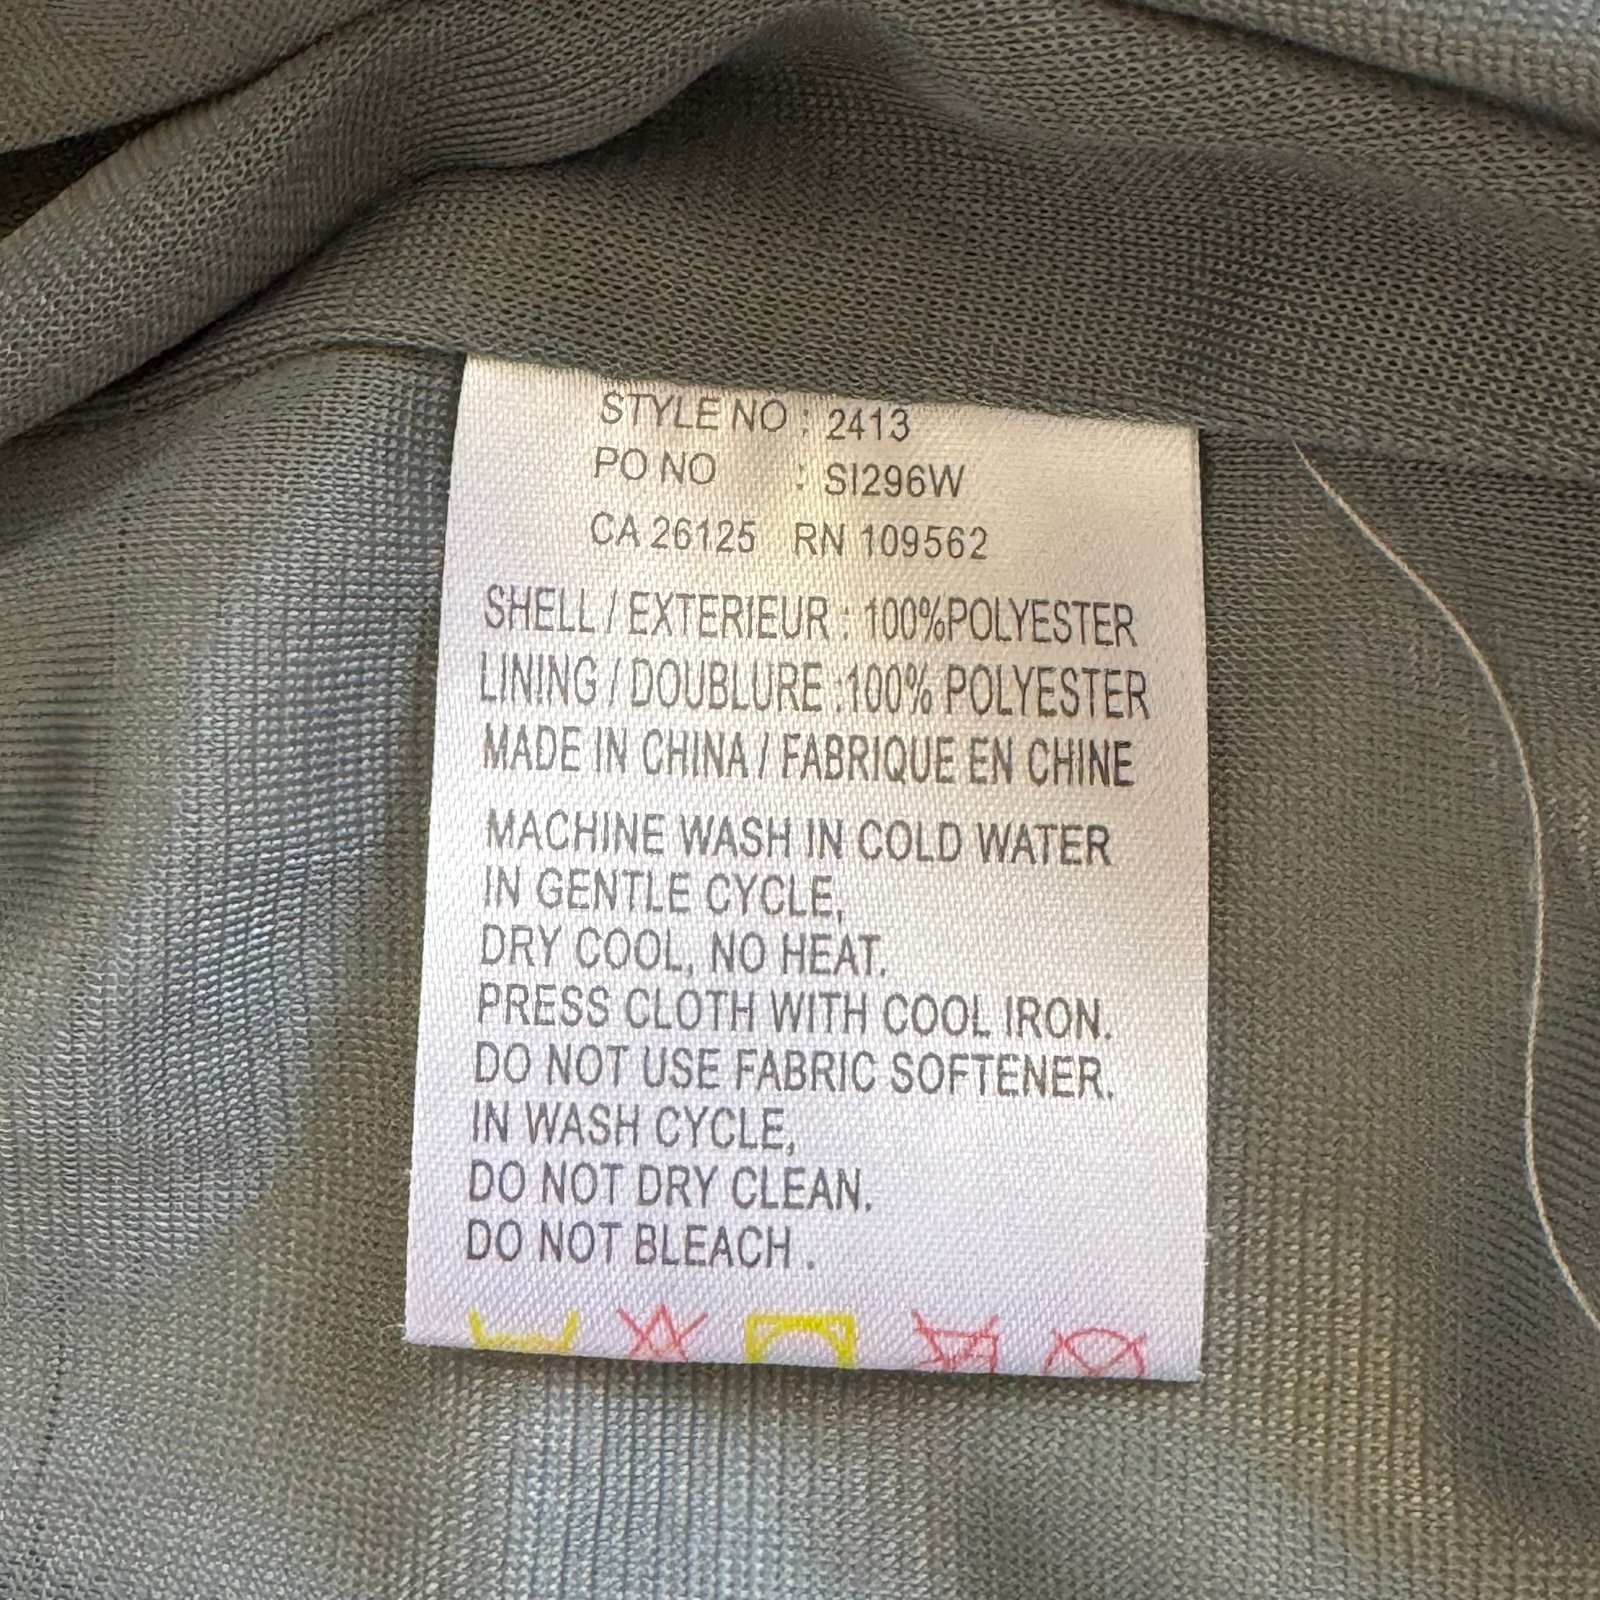 STYLE NO : 2413
PO NO : SI296W
CA 26125 RN 109562
SHELL / EXTERIEUR : 100%POLYESTER
LINING / DOUBLURE :100% POLYESTER
MADE IN CHINA / FABRIQUE EN CHINE
MACHINE WASH IN COLD WATER
IN GENTLE CYCLE,
DRY COOL, NO HEAT.
PRESS CLOTH WITH COOL IRON.
DO NOT USE FABRIC SOFTENER.
IN WASH CYCLE,
DO NOT DRY CLEAN.
DO NOT BLEACH .